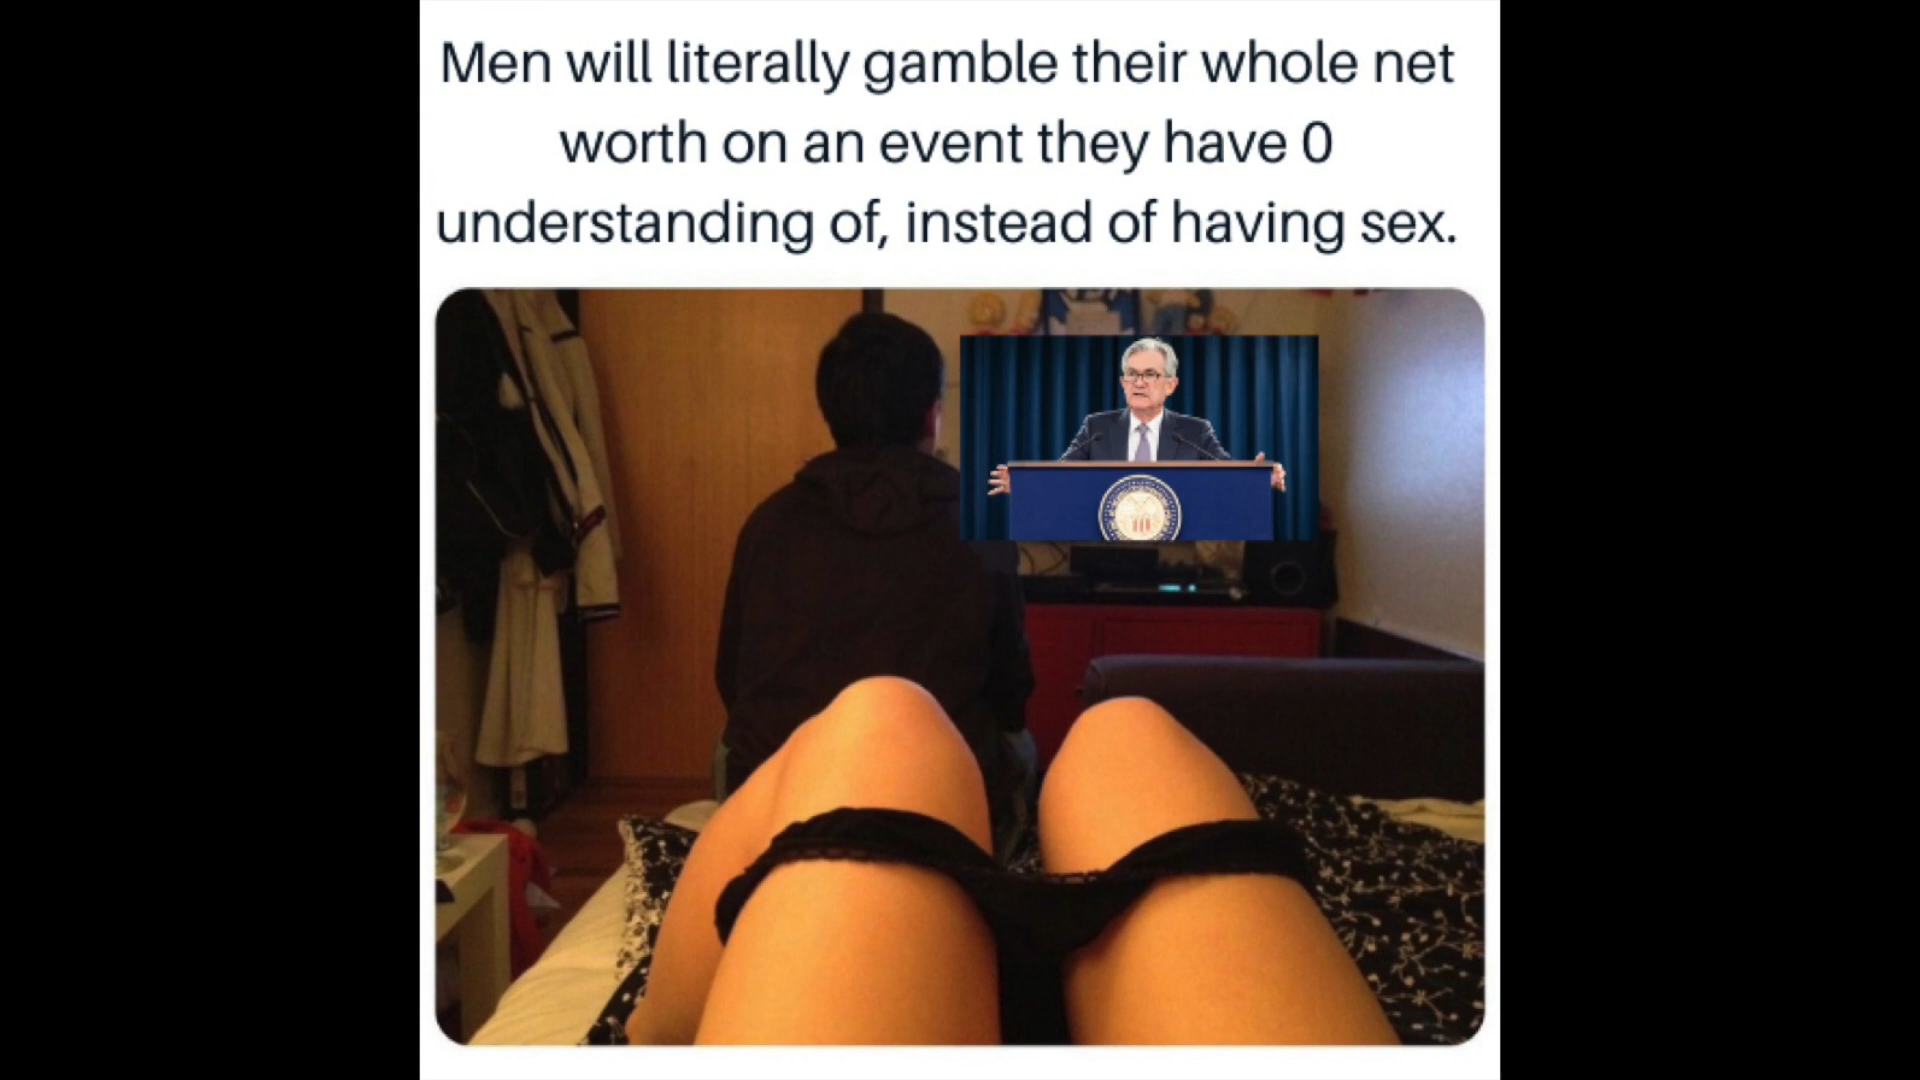 Men will literally gamble their whole net
worth on an event they have 0
understanding of, instead of having sex.